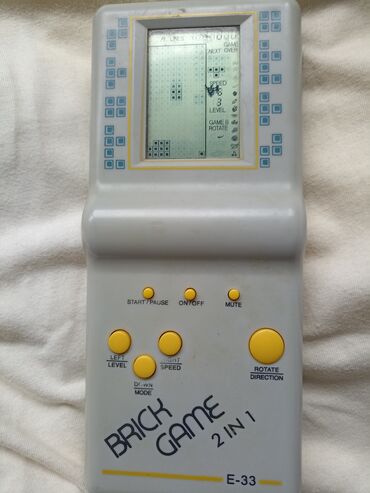 GAME
NEXT OVER
SPEED
3
LEVEL
GAME B
ROTATE
START/PAUSE ON/OFF MUTE
LEFT
LEVEL
SPEED
DOWN
MODE
ROTATE
DIRECTION
BRICK
GAME
2 IN 1
E-33